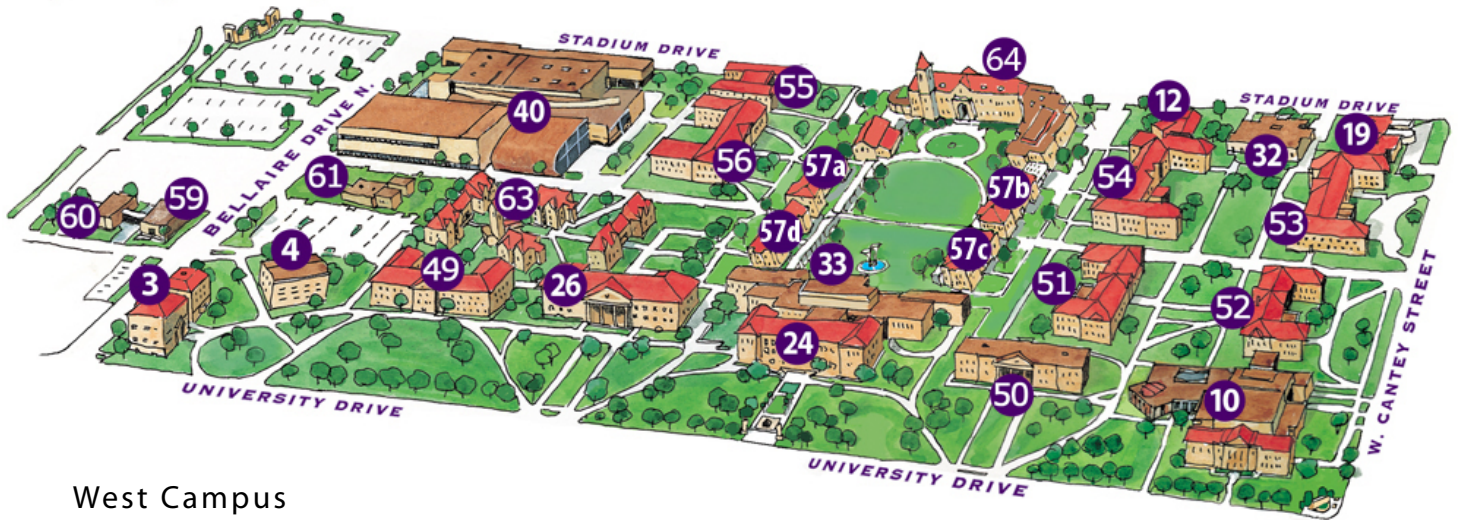 STADIUM DRIVE
64
40
55
12
STADIUM DRIVE
19
32
56
57a
54
57b
61
63
59
60
BELLAIRE DRIVE N.
57d
57c
53
4
49
33
3
26
51
52
24
W. CANTEY STREET
50
10
UNIVERSITY DRIVE
UNIVERSITY DRIVE
West Campus